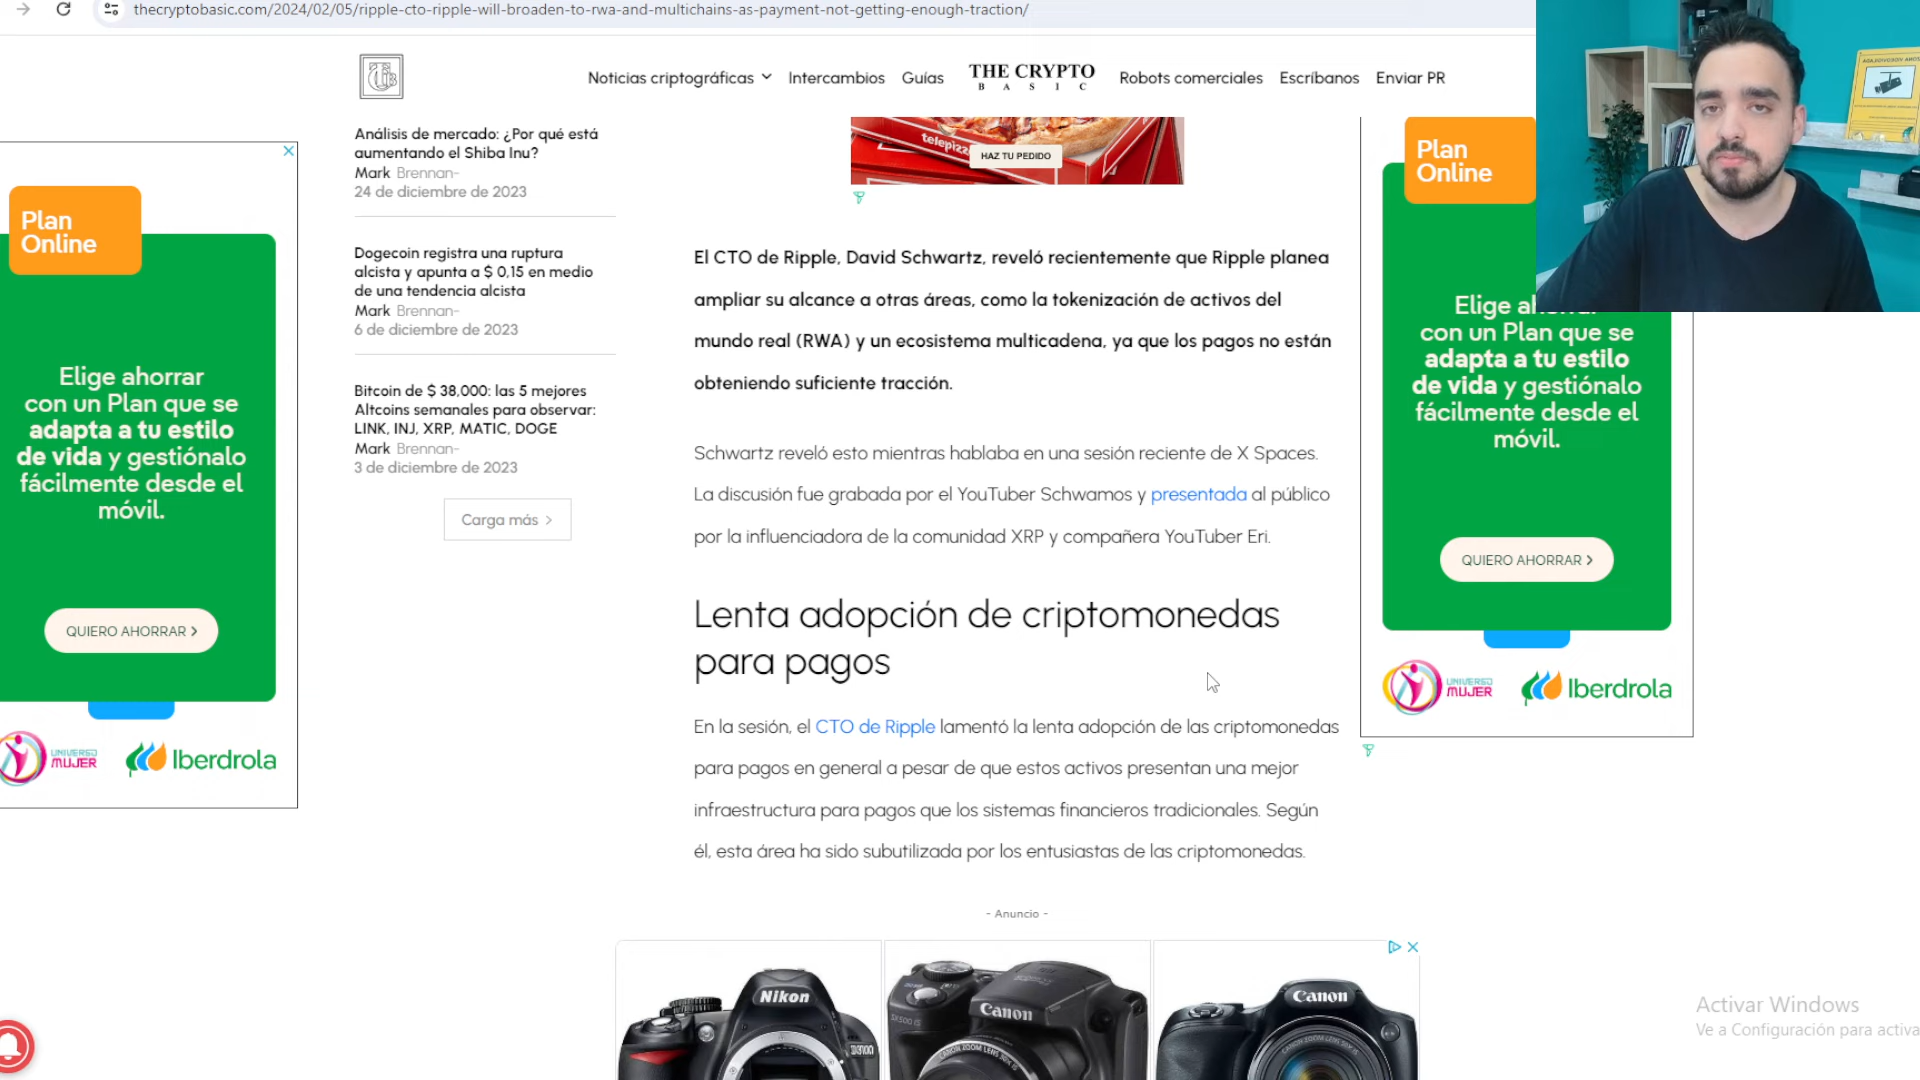 thecryptobasic.com/2024/02/05/ripple-cto-ripple-will-broaden-to-rwa-and-multichains-as-payment-not-getting-enough-traction/
Noticias criptográficas
Intercambios
Guías
THE CRYPTO
BASIC
Robots comerciales
Escríbanos
Enviar PR
Análisis de mercado: ¿Por qué está
aumentando el Shiba Inu?
Mark Brennan-
24 de diciembre de 2023
Dogecoin registra una ruptura
alcista y apunta a $ 0,15 en medio
de una tendencia alcista
Mark Brennan-
6 de diciembre de 2023
Bitcoin de $ 38,000: las 5 mejores
Altcoins semanales para observar:
LINK, INJ, XRP, MATIC, DOGE
Mark Brennan-
3 de diciembre de 2023
Carga más >
Plan
Online
Elige ahorrar
con un Plan que se
adapta a tu estilo
de vida y gestiónalo
fácilmente desde el
móvil.
QUIERO AHORRAR >
UNIVERSO
MUJER
Iberdrola
telepizza
HAZ TU PEDIDO
El CTO de Ripple, David Schwartz, reveló recientemente que Ripple planea
ampliar su alcance a otras áreas, como la tokenización de activos del
mundo real (RWA) y un ecosistema multicadena, ya que los pagos no están
obteniendo suficiente tracción.
Schwartz reveló esto mientras hablaba en una sesión reciente de X Spaces.
La discusión fue grabada por el YouTuber Schwamos y presentada al público
por la influenciadora de la comunidad XRP y compañera YouTuber Eri.
Lenta adopción de criptomonedas
para pagos
En la sesión, el CTO de Ripple lamentó la lenta adopción de las criptomonedas
para pagos en general a pesar de que estos activos presentan una mejor
infraestructura para pagos que los sistemas financieros tradicionales. Según
él, esta área ha sido subutilizada por los entusiastas de las criptomonedas.
- Anuncio -
Nikon
D3100
Canon
SX500 IS
CANON ZOOM LENS 30X IS
Canon
Plan
Online
Elige ah
con un Plan que se
adapta a tu estilo
de vida y gestiónalo
fácilmente desde el
móvil.
QUIERO AHORRAR >
UNIVERSO
MUJER
Iberdrola
Activar Windows
Ve a Configuración para activa